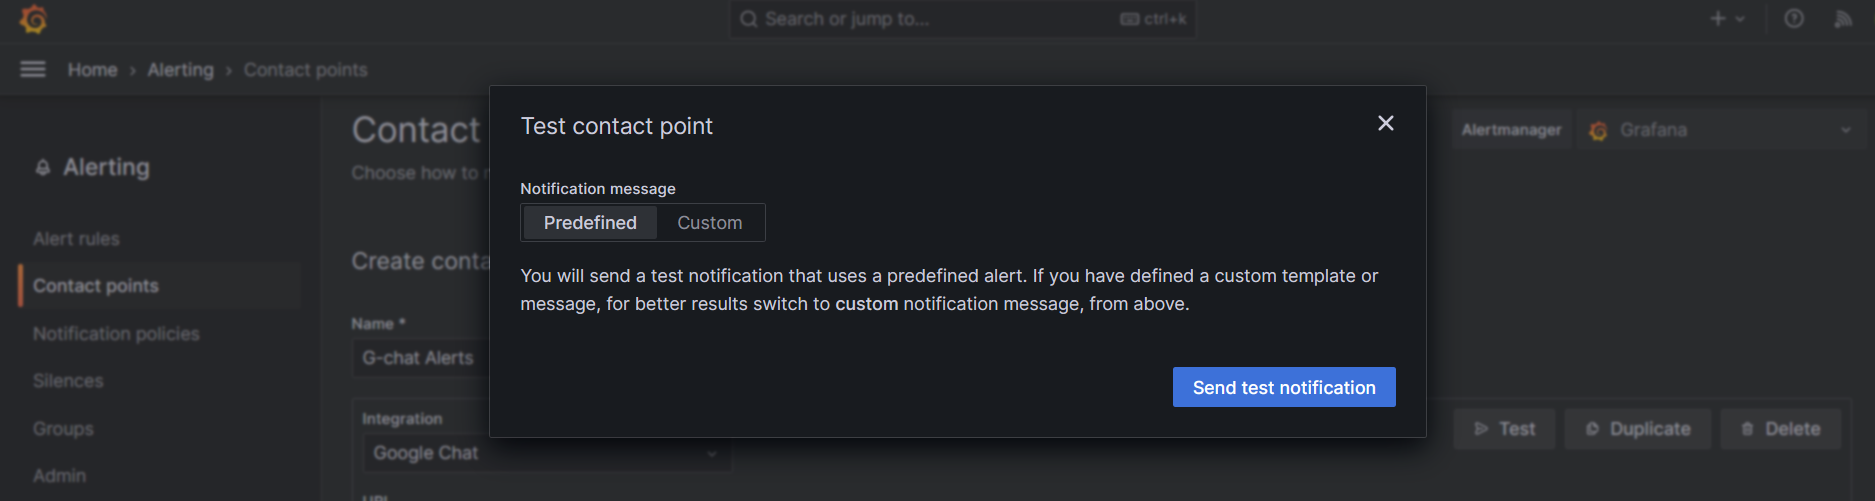 Search or jump to... ctrl+k
Home › Alerting › Contact points
Test contact point
Contact
Alertmanager Grafana
Alerting
Choose how to
Notification message
Predefined Custom
Alert rules
Create conta
You will send a test notification that uses a predefined alert. If you have defined a custom template or
message, for better results switch to custom notification message, from above.
Contact points
Name *
Notification policies
G-chat Alerts
Silences
Send test notification
Integration
Groups
Test Duplicate Delete
Google Chat
Admin